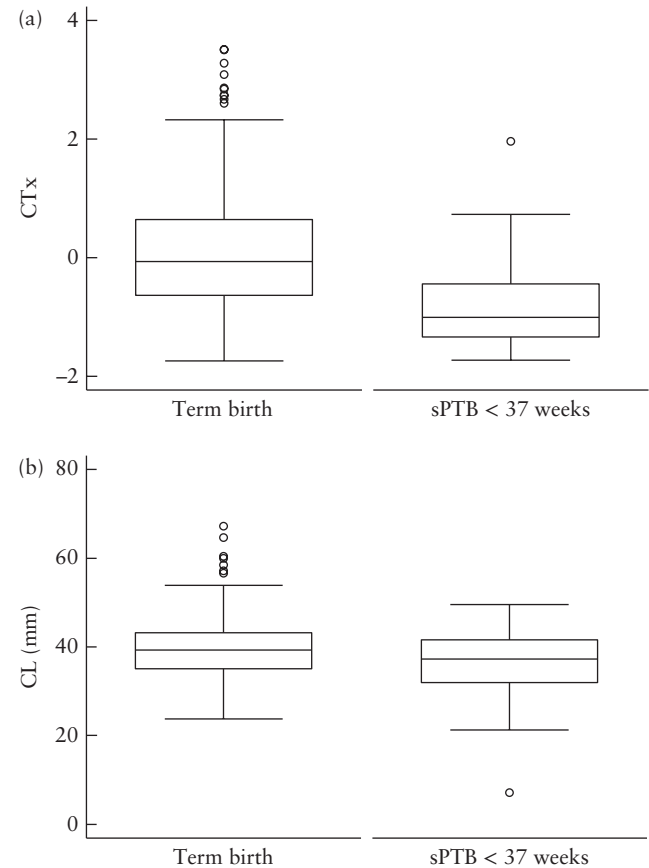 (a)
4
2
0
−2
CTx
Term birth
sPTB < 37 weeks
(b)
80
60
40
20
0
CL (mm)
Term birth
sPTB < 37 weeks